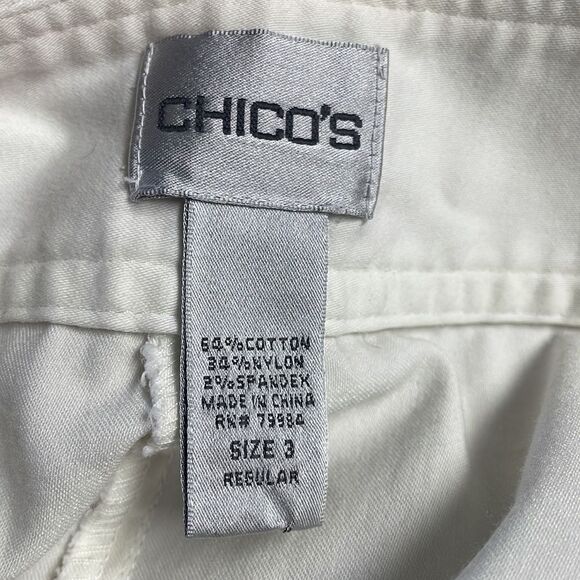 CHICO'S
64%COTTON
34%NYLON
2%SPANDEX
MADE IN CHINA
RN# 79984
SIZE 3
REGULAR